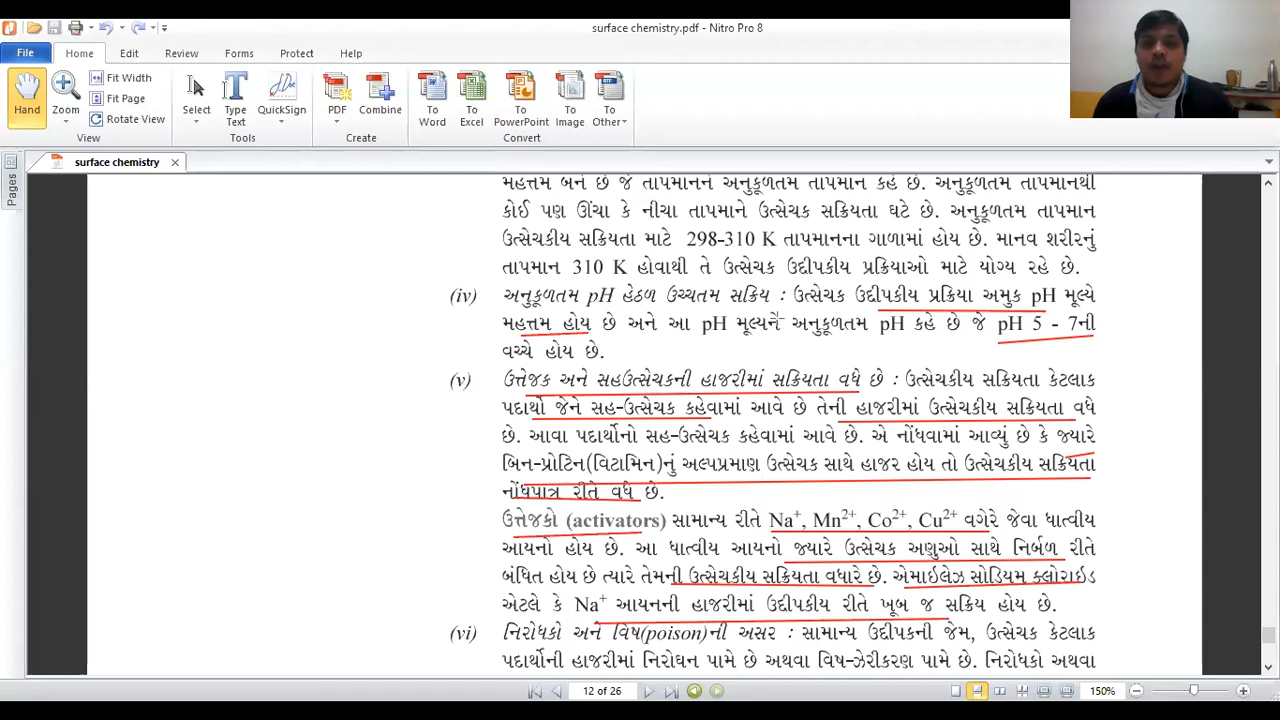 surface chemistry.pdf - Nitro Pro 8
File Home Edit Review Forms Protect Help
Hand Zoom Fit Width Fit Page Rotate View Select Type Text QuickSign PDF Combine To Word To Excel To PowerPoint To Image To Other
View Tools Create Convert
surface chemistry
Pages
મહત્તમ બને છે જે તાપમાનને અનુકૂળતમ તાપમાન કહે છે. અનુકૂળતમ તાપમાનથી
કોઈ પણ ઊંચા કે નીચા તાપમાને ઉત્સેચક સક્રિયતા ઘટે છે. અનુકૂળતમ તાપમાન
ઉત્સેચકીય સક્રિયતા માટે 298-310 K તાપમાનના ગાળામાં હોય છે. માનવ શરીરનું
તાપમાન 310 K હોવાથી તે ઉત્સેચક ઉદ્દીપકીય પ્રક્રિયાઓ માટે યોગ્ય રહે છે.
(iv) અનુકૂળતમ pH હેઠળ ઉચ્ચતમ સક્રિય : ઉત્સેચક ઉદ્દીપકીય પ્રક્રિયા અમુક pH મૂલ્યે
મહત્તમ હોય છે અને આ pH મૂલ્યને અનુકૂળતમ pH કહે છે જે pH 5 - 7ની
વચ્ચે હોય છે.
(v) ઉત્તેજક અને સહઉત્સેચકની હાજરીમાં સક્રિયતા વધે છે : ઉત્સેચકીય સક્રિયતા કેટલાક
પદાર્થો જેને સહ-ઉત્સેચક કહેવામાં આવે છે તેની હાજરીમાં ઉત્સેચકીય સક્રિયતા વધે
છે. આવા પદાર્થોનો સહ-ઉત્સેચક કહેવામાં આવે છે. એ નોંધવામાં આવ્યું છે કે જ્યારે
બિન-પ્રોટિન(વિટામિન)નું અલ્પપ્રમાણ ઉત્સેચક સાથે હાજર હોય તો ઉત્સેચકીય સક્રિયતા
નોંધપાત્ર રીતે વધે છે.
ઉત્તેજકો (activators) સામાન્ય રીતે Na⁺, Mn²⁺, Co²⁺, Cu²⁺ વગેરે જેવા ધાત્વીય
આયનો હોય છે. આ ધાત્વીય આયનો જ્યારે ઉત્સેચક અણુઓ સાથે નિર્બળ રીતે
બંધિત હોય છે ત્યારે તેમની ઉત્સેચકીય સક્રિયતા વધારે છે. એમાઇલેઝ સોડિયમ ક્લોરાઇડ
એટલે કે Na⁺ આયનની હાજરીમાં ઉદ્દીપકીય રીતે ખૂબ જ સક્રિય હોય છે.
(vi) નિરોધકો અને વિષ(poison)ની અસર : સામાન્ય ઉદ્દીપકની જેમ, ઉત્સેચક કેટલાક
પદાર્થોની હાજરીમાં નિરોધન પામે છે અથવા વિષ-ઝેરીકરણ પામે છે. નિરોધકો અથવા
12 of 26
150%